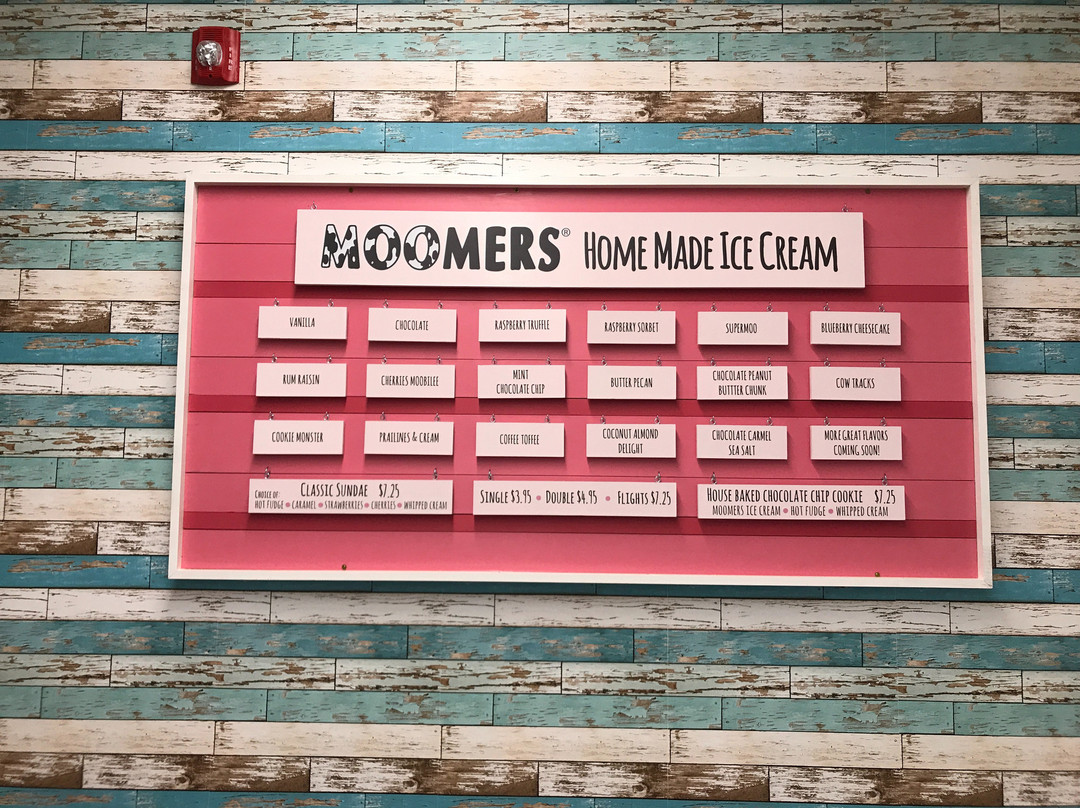 FIRE
MOOMERS® HOME MADE ICE CREAM
VANILLA
CHOCOLATE
RASPBERRY TRUFFLE
RASPBERRY SORBET
SUPERMOO
BLUEBERRY CHEESECAKE
RUM RAISIN
CHERRIES MOOBILEE
MINT
CHOCOLATE CHIP
BUTTER PECAN
CHOCOLATE PEANUT
BUTTTER CHUNK
COW TRACKS
COOKIE MONSTER
PRAILINES & CREAM
COFFEE TOFFEE
COCONUT ALMOND
DELIGHT
CHOCOLATE CARMEL
SEA SALT
MORE GREAT FLAVORS
COMING SOON!
CLASSIC SUNDAE $7.25
CHOICE OF:
HOT FUDGE • CARAMEL • STRAWBERRIES • CHERRIES • WHIPPED CREAM
SINGLE $3.95 • DOUBLE $4.95 • FLIGHTS $7.25
HOUSE BAKED CHOCOLATE CHIP COOKIE $7.25
MOOMERS ICE CREAM • HOT FUDGE • WHIPPED CREAM